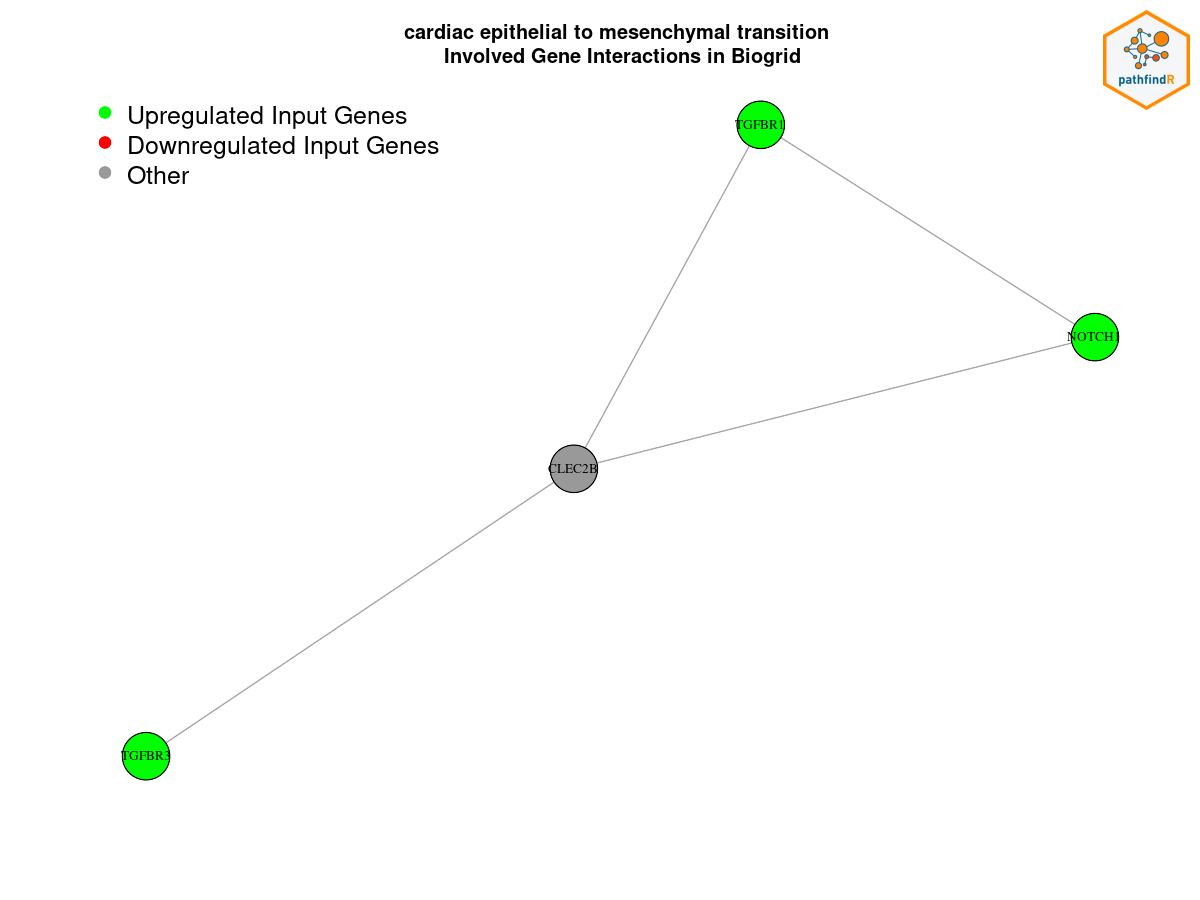 cardiac epithelial to mesenchymal transition
Involved Gene Interactions in Biogrid
pathfindR
Upregulated Input Genes
Downregulated Input Genes
Other
TGFBR1
NOTCH1
CLEC2B
TGFBR3